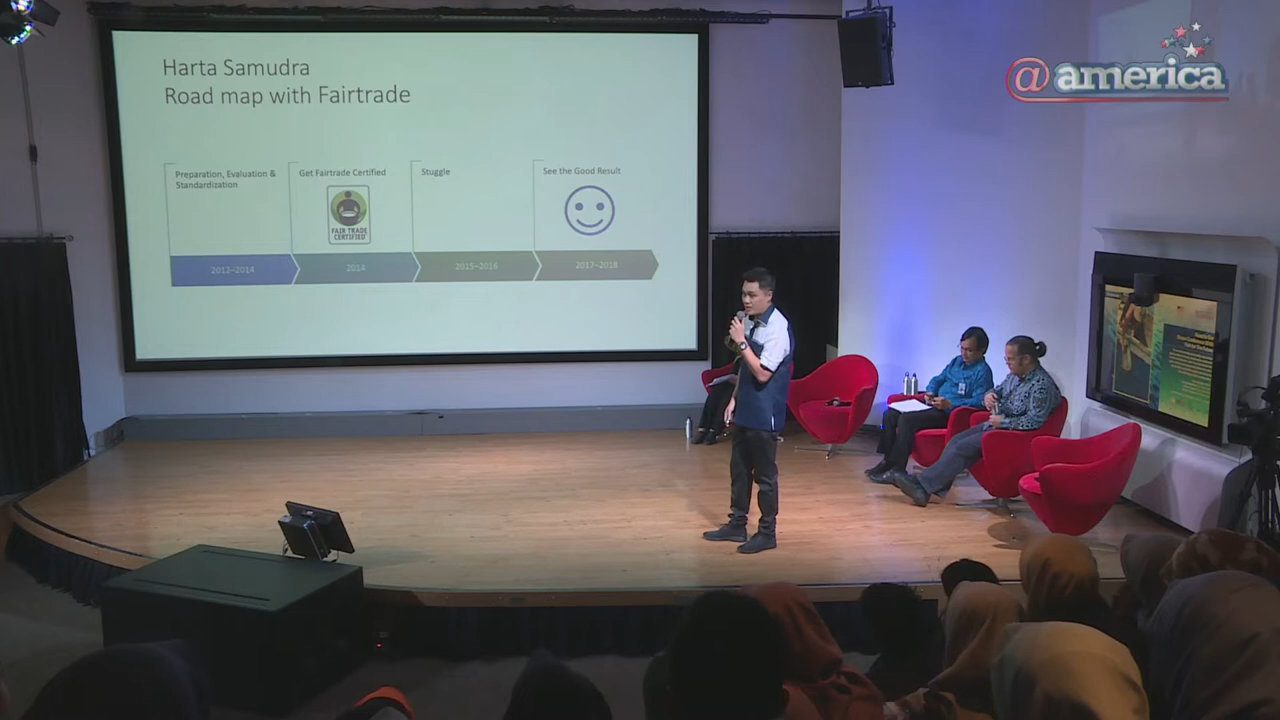 Harta Samudra
Road map with Fairtrade
Preparation, Evaluation &
Standardization
Get Fairtrade Certified
Stuggle
See the Good Result
FAIR TRADE
CERTIFIED
2012–2014
2014
2015–2016
2017–2018
@america